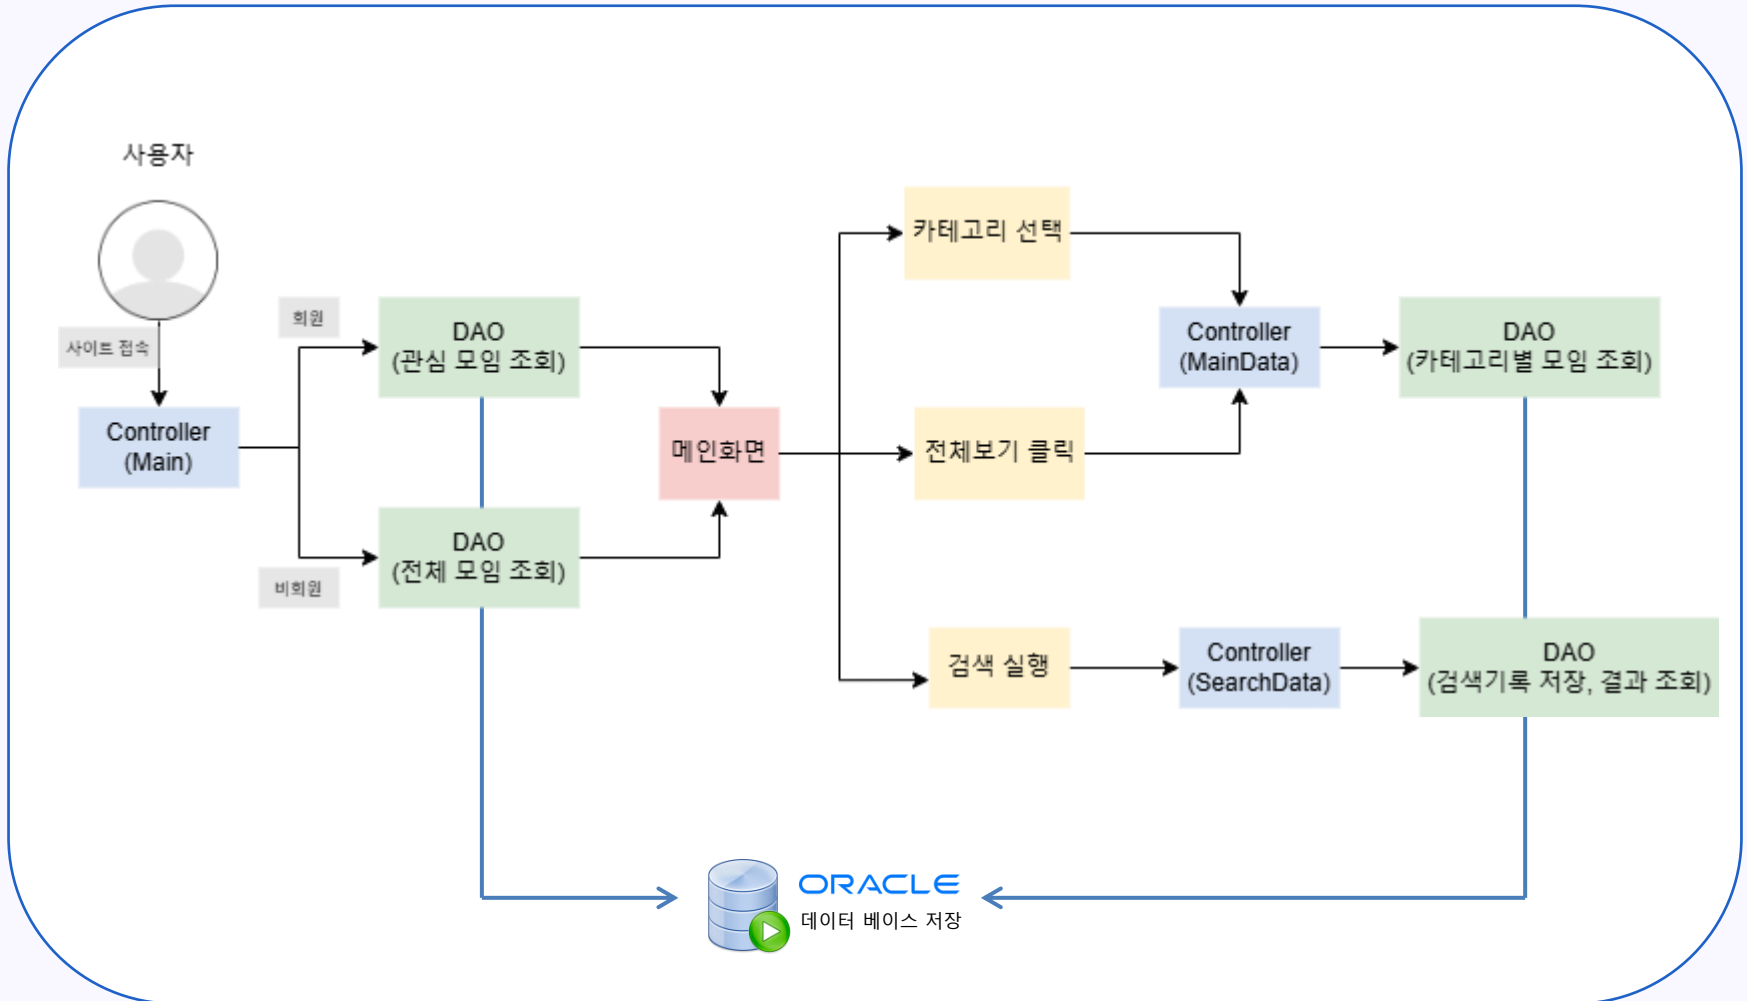 사용자
사이트 접속
Controller
(Main)
회원
DAO
(관심 모임 조회)
비회원
DAO
(전체 모임 조회)
메인화면
카테고리 선택
전체보기 클릭
검색 실행
Controller
(MainData)
DAO
(카테고리별 모임 조회)
Controller
(SearchData)
DAO
(검색기록 저장, 결과 조회)
ORACLE
데이터 베이스 저장